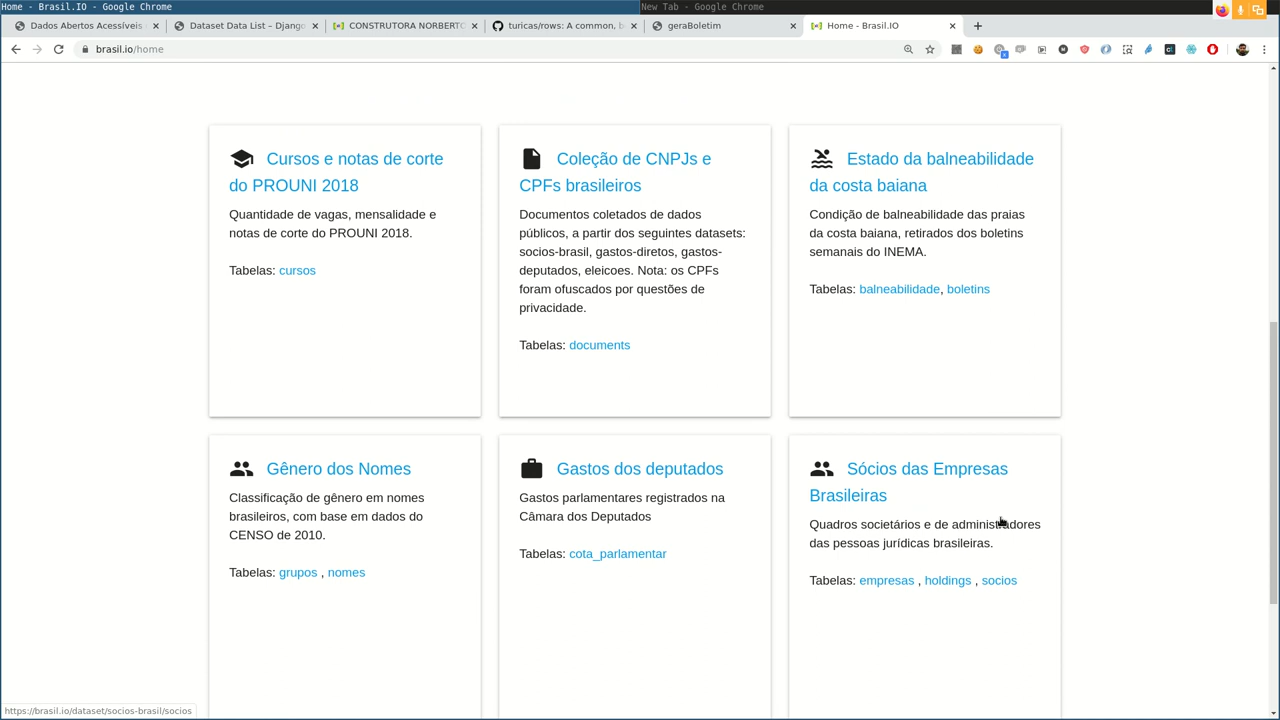 Home - Brasil.IO - Google Chrome
New Tab - Google Chrome
Dados Abertos Acessíveis
Dataset Data List – Djang
CONSTRUTORA NORBERTO
turicas/rows: A common, b
geraBoletim
Home - Brasil.IO
brasil.io/home
Cursos e notas de corte
do PROUNI 2018
Quantidade de vagas, mensalidade e
notas de corte do PROUNI 2018.
Tabelas: cursos
Coleção de CNPJs e
CPFs brasileiros
Documentos coletados de dados
públicos, a partir dos seguintes datasets:
socios-brasil, gastos-diretos, gastos-
deputados, eleicoes. Nota: os CPFs
foram ofuscados por questões de
privacidade.
Tabelas: documents
Estado da balneabilidade
da costa baiana
Condição de balneabilidade das praias
da costa baiana, retirados dos boletins
semanais do INEMA.
Tabelas: balneabilidade, boletins
Gênero dos Nomes
Classificação de gênero em nomes
brasileiros, com base em dados do
CENSO de 2010.
Tabelas: grupos , nomes
Gastos dos deputados
Gastos parlamentares registrados na
Câmara dos Deputados
Tabelas: cota_parlamentar
Sócios das Empresas
Brasileiras
Quadros societários e de administradores
das pessoas jurídicas brasileiras.
Tabelas: empresas , holdings , socios
https://brasil.io/dataset/socios-brasil/socios